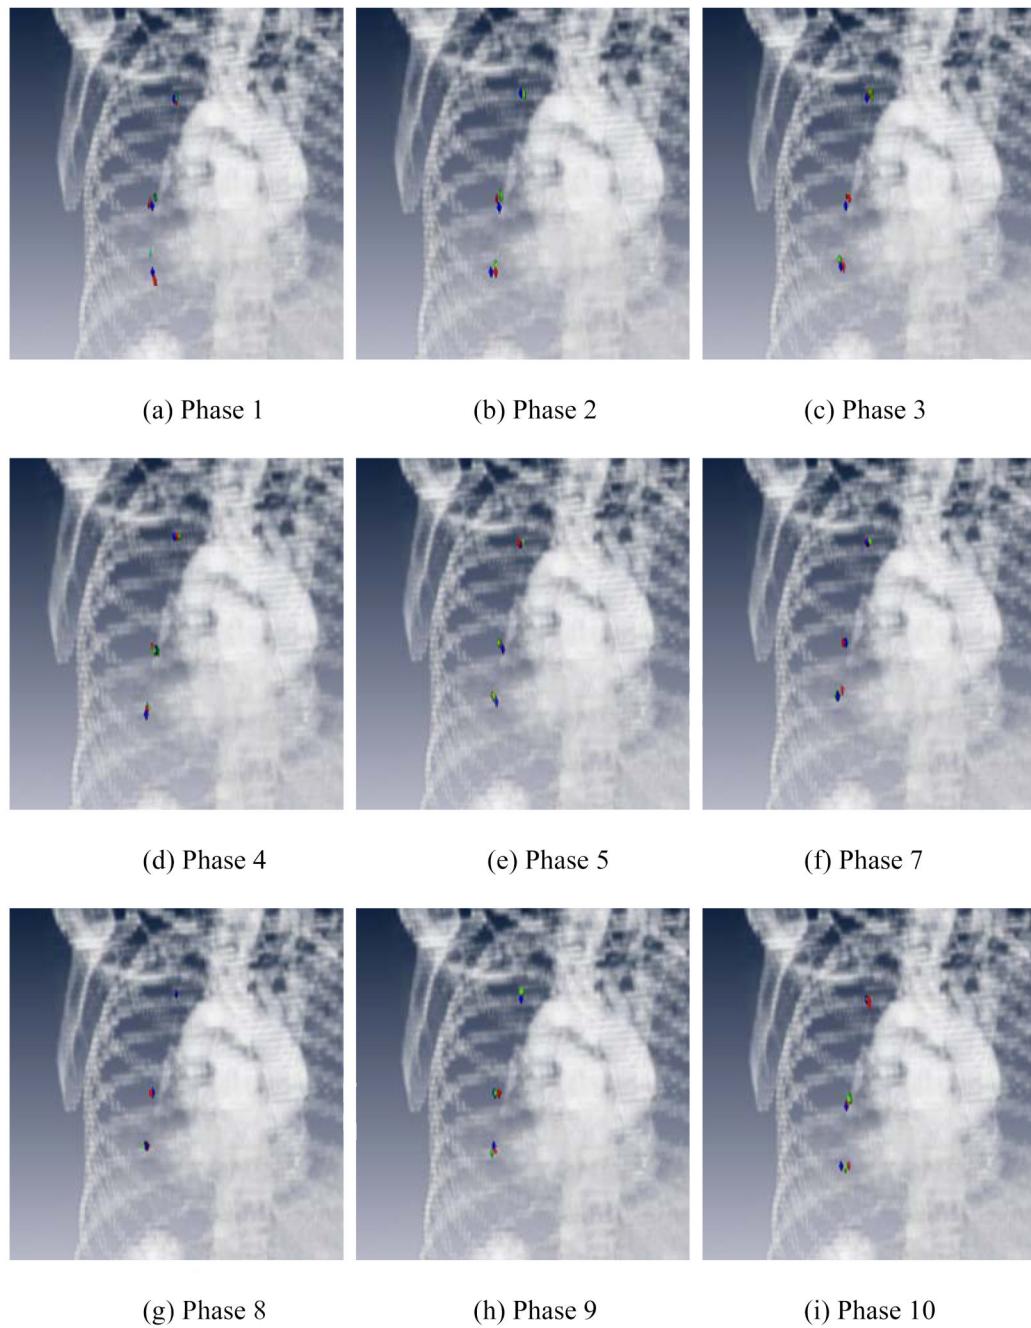 (a) Phase 1
(b) Phase 2
(c) Phase 3
(d) Phase 4
(e) Phase 5
(f) Phase 7
(g) Phase 8
(h) Phase 9
(i) Phase 10